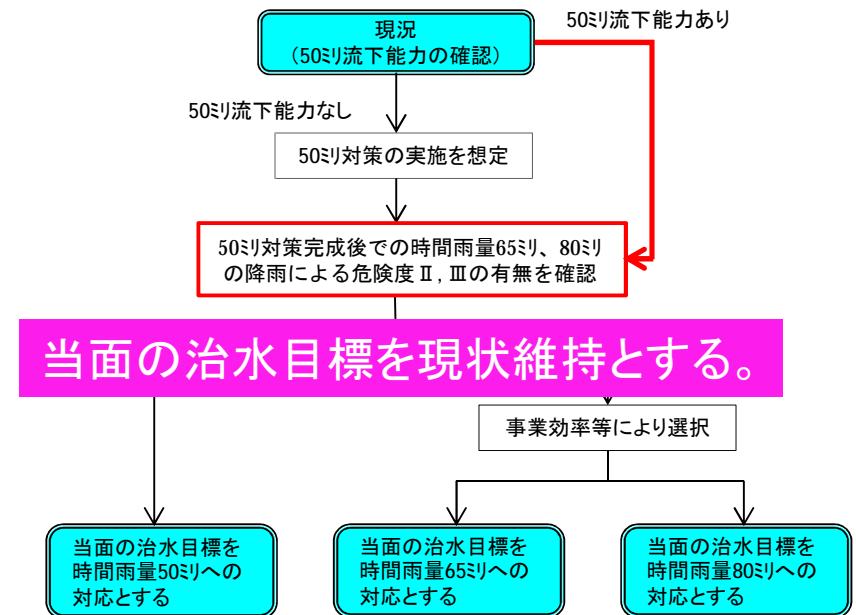 現況
(50ﾐﾘ流下能力の確認)
50ﾐﾘ流下能力あり
50ﾐﾘ流下能力なし
50ﾐﾘ対策の実施を想定
50ﾐﾘ対策完成後での時間雨量65ﾐﾘ、80ﾐﾘ
の降雨による危険度Ⅱ,Ⅲの有無を確認
当面の治水目標を現状維持とする。
事業効率等により選択
当面の治水目標を
時間雨量50ﾐﾘへの
対応とする
当面の治水目標を
時間雨量65ﾐﾘへの
対応とする
当面の治水目標を
時間雨量80ﾐﾘへの
対応とする